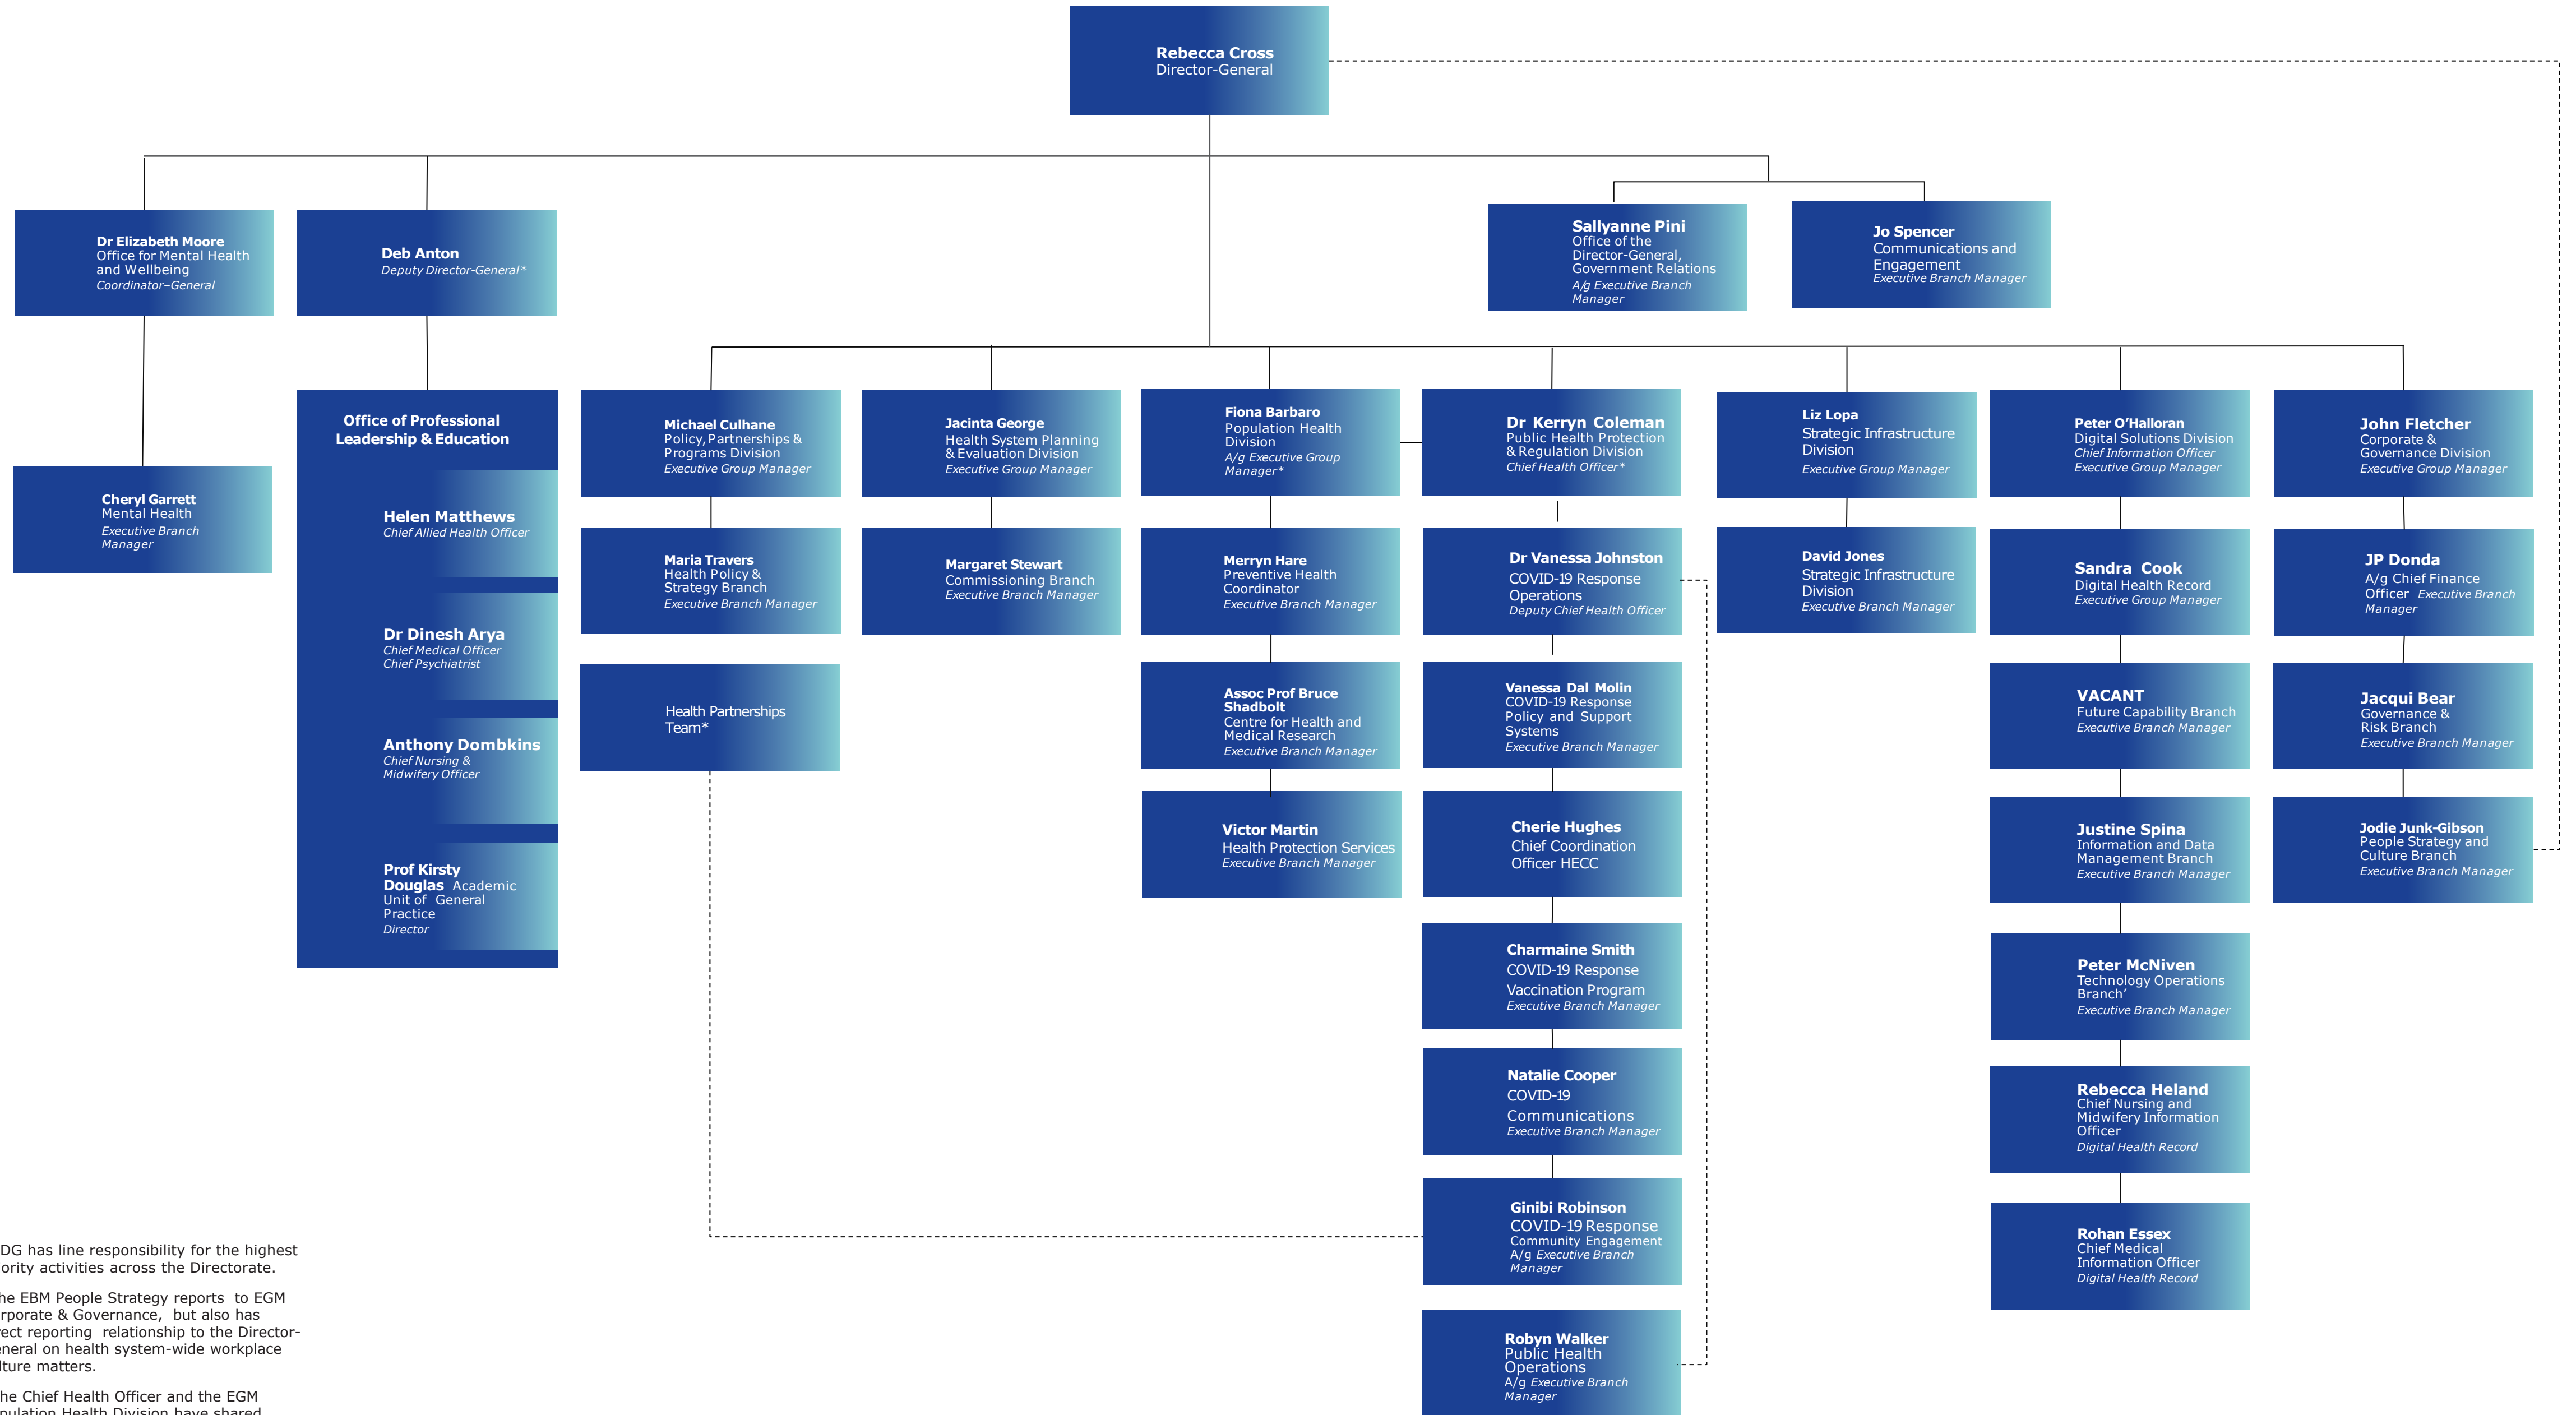 Rebecca Cross
Director-General
Dr Elizabeth Moore
Office for Mental Health
and Wellbeing
Coordinator–General
Deb Anton
Deputy Director-General*
Sallyanne Pini
Office of the
Director-General,
Government Relations
A/g Executive Branch
Manager
Jo Spencer
Communications and
Engagement
Executive Branch Manager
Cheryl Garrett
Mental Health
Executive Branch
Manager
Office of Professional
Leadership & Education
Helen Matthews
Chief Allied Health Officer
Dr Dinesh Arya
Chief Medical Officer
Chief Psychiatrist
Anthony Dombkins
Chief Nursing &
Midwifery Officer
Prof Kirsty
Douglas Academic
Unit of General
Practice
Director
Michael Culhane
Policy, Partnerships &
Programs Division
Executive Group Manager
Maria Travers
Health Policy &
Strategy Branch
Executive Branch Manager
Health Partnerships
Team*
Jacinta George
Health System Planning
& Evaluation Division
Executive Group Manager
Margaret Stewart
Commissioning Branch
Executive Branch Manager
Fiona Barbaro
Population Health
Division
A/g Executive Group
Manager*
Merryn Hare
Preventive Health
Coordinator
Executive Branch Manager
Assoc Prof Bruce
Shadbolt
Centre for Health and
Medical Research
Executive Branch Manager
Victor Martin
Health Protection Services
Executive Branch Manager
Dr Kerryn Coleman
Public Health Protection
& Regulation Division
Chief Health Officer*
Dr Vanessa Johnston
COVID-19 Response
Operations
Deputy Chief Health Officer
Vanessa Dal Molin
COVID-19 Response
Policy and Support
Systems
Executive Branch Manager
Cherie Hughes
Chief Coordination
Officer HECC
Charmaine Smith
COVID-19 Response
Vaccination Program
Executive Branch Manager
Natalie Cooper
COVID-19
Communications
Executive Branch Manager
Ginibi Robinson
COVID-19 Response
Community Engagement
A/g Executive Branch
Manager
Robyn Walker
Public Health
Operations
A/g Executive Branch
Manager
Liz Lopa
Strategic Infrastructure
Division
Executive Group Manager
David Jones
Strategic Infrastructure
Division
Executive Branch Manager
Peter O’Halloran
Digital Solutions Division
Chief Information Officer
Executive Group Manager
Sandra Cook
Digital Health Record
Executive Group Manager
VACANT
Future Capability Branch
Executive Branch Manager
Justine Spina
Information and Data
Management Branch
Executive Branch Manager
Peter McNiven
Technology Operations
Branch’
Executive Branch Manager
Rebecca Heland
Chief Nursing and
Midwifery Information
Officer
Digital Health Record
Rohan Essex
Chief Medical
Information Officer
Digital Health Record
John Fletcher
Corporate &
Governance Division
Executive Group Manager
JP Donda
A/g Chief Finance
Officer Executive Branch
Manager
Jacqui Bear
Governance &
Risk Branch
Executive Branch Manager
Jodie Junk-Gibson
People Strategy and
Culture Branch
Executive Branch Manager
DG has line responsibility for the highest
ority activities across the Directorate.
he EBM People Strategy reports to EGM
rporate & Governance, but also has
ect reporting relationship to the Director-
eneral on health system-wide workplace
lture matters.
he Chief Health Officer and the EGM
pulation Health Division have shared